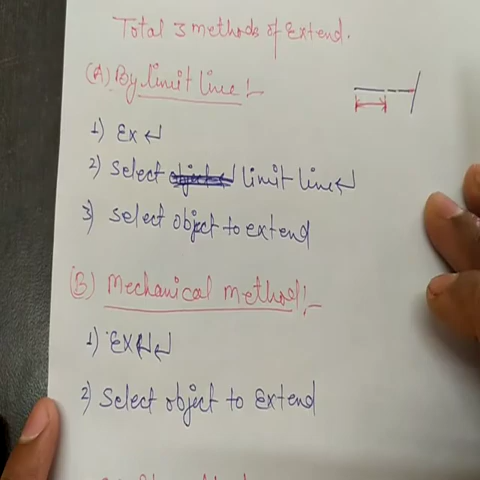 Total 3 methods of Extend.
(A) By limit line:-
1) Ex↵
2) Select limit line↵
3) Select object to extend
(B) Mechanical Method:-
1) EX↵↵
2) Select object to Extend